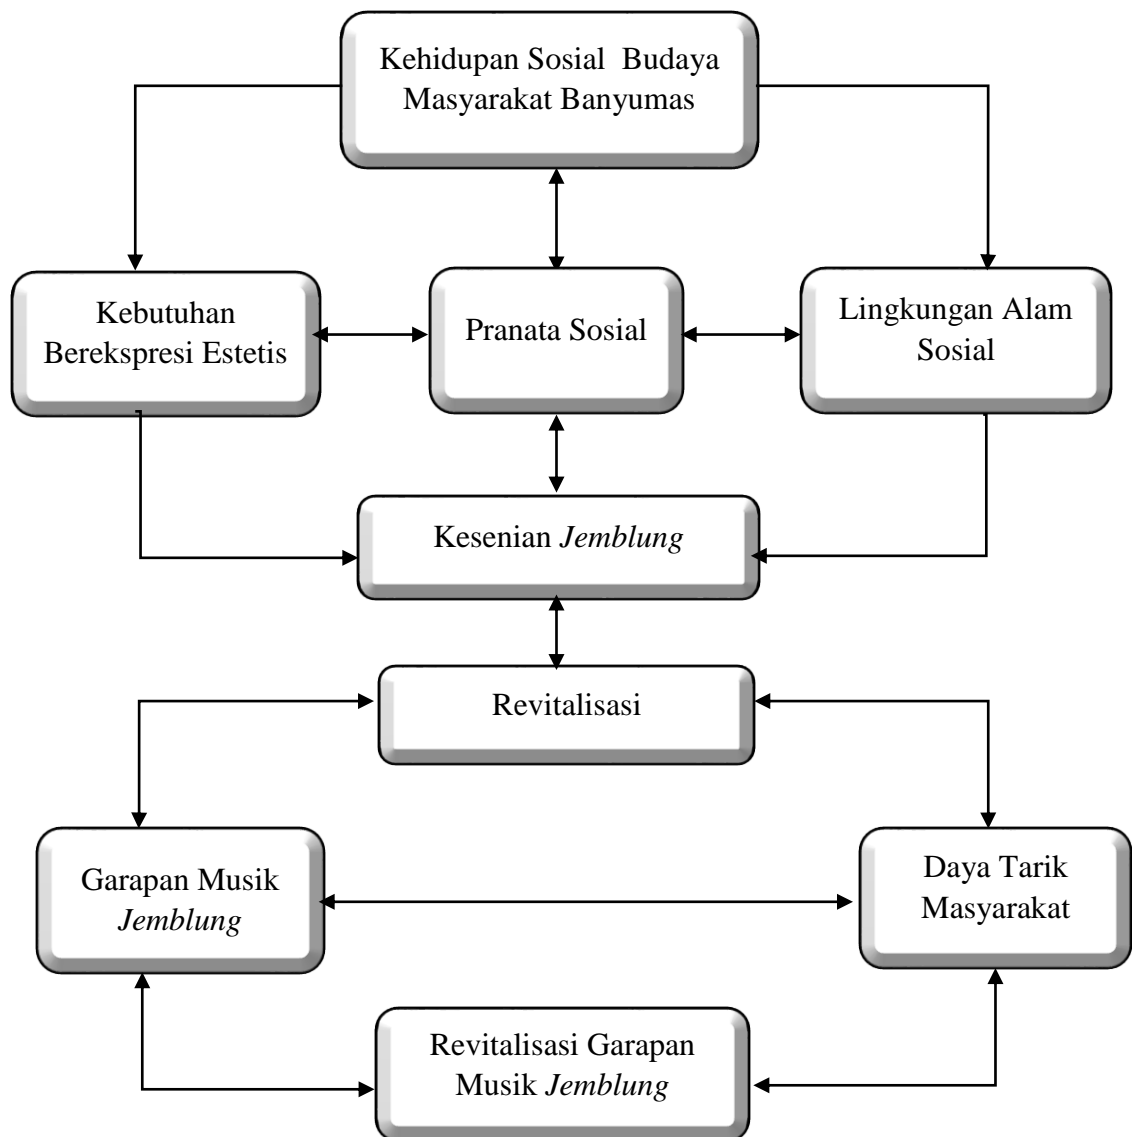 Kehidupan Sosial Budaya
Masyarakat Banyumas
Kebutuhan
Berekspresi Estetis
Pranata Sosial
Lingkungan Alam
Sosial
Kesenian Jemblung
Revitalisasi
Garapan Musik
Jemblung
Daya Tarik
Masyarakat
Revitalisasi Garapan
Musik Jemblung